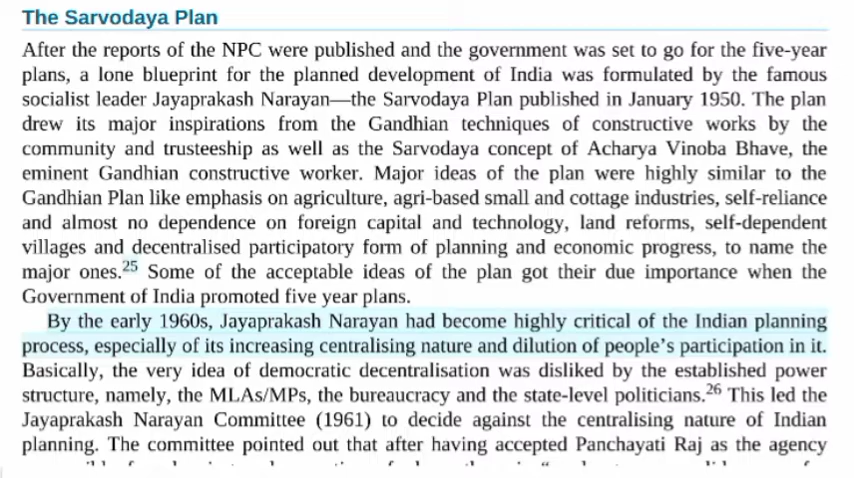 The Sarvodaya Plan
After the reports of the NPC were published and the government was set to go for the five-year
plans, a lone blueprint for the planned development of India was formulated by the famous
socialist leader Jayaprakash Narayan—the Sarvodaya Plan published in January 1950. The plan
drew its major inspirations from the Gandhian techniques of constructive works by the
community and trusteeship as well as the Sarvodaya concept of Acharya Vinoba Bhave, the
eminent Gandhian constructive worker. Major ideas of the plan were highly similar to the
Gandhian Plan like emphasis on agriculture, agri-based small and cottage industries, self-reliance
and almost no dependence on foreign capital and technology, land reforms, self-dependent
villages and decentralised participatory form of planning and economic progress, to name the
major ones.25 Some of the acceptable ideas of the plan got their due importance when the
Government of India promoted five year plans.
By the early 1960s, Jayaprakash Narayan had become highly critical of the Indian planning
process, especially of its increasing centralising nature and dilution of people’s participation in it.
Basically, the very idea of democratic decentralisation was disliked by the established power
structure, namely, the MLAs/MPs, the bureaucracy and the state-level politicians.26 This led the
Jayaprakash Narayan Committee (1961) to decide against the centralising nature of Indian
planning. The committee pointed out that after having accepted Panchayati Raj as the agency